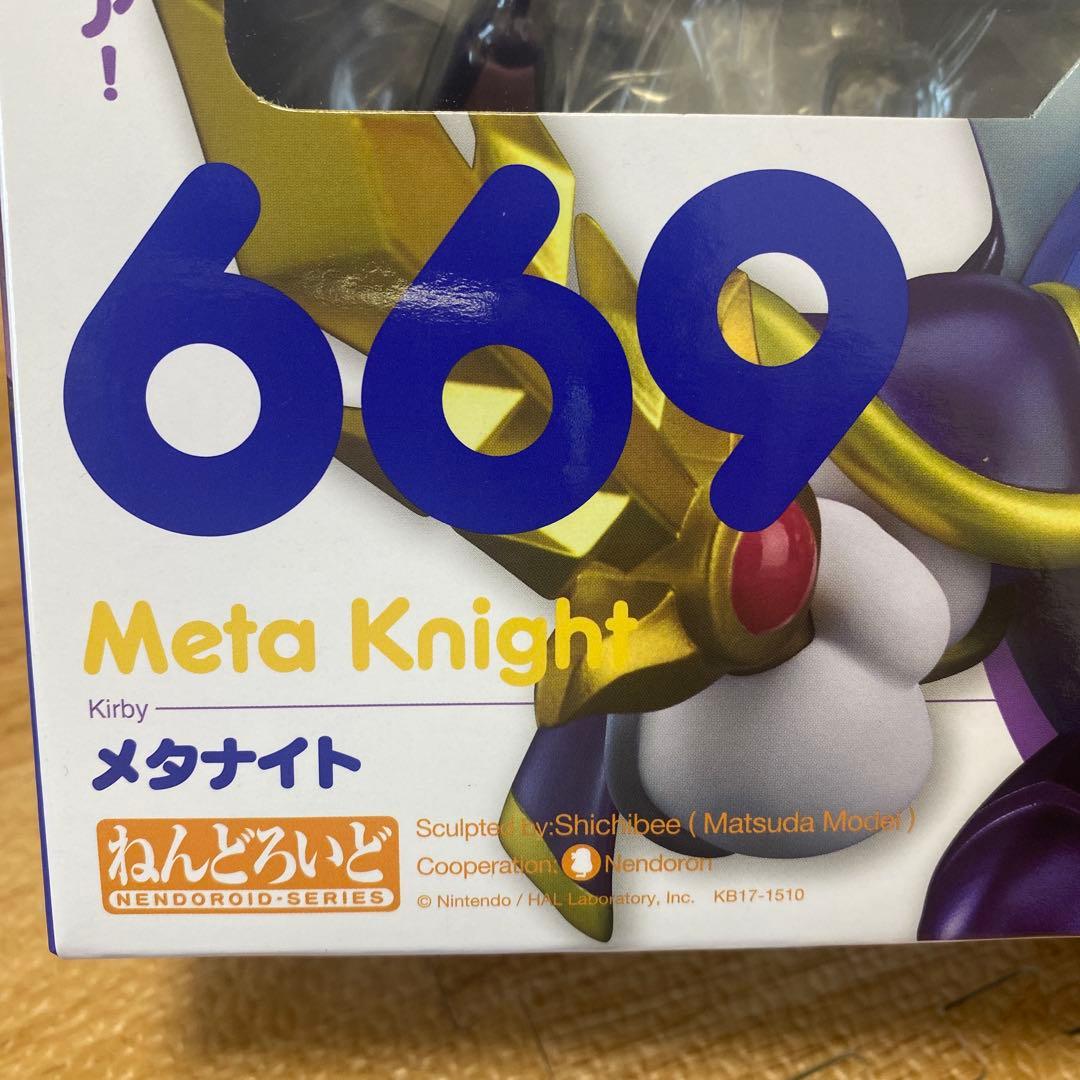 ア!
669
Meta Knight
Kirby
メタナイト
ねんどろいど
NENDOROID-SERIES
Sculpted by:Shichibee ( Matsuda Model )
Cooperation: Nendoron
© Nintendo / HAL Laboratory, Inc. KB17-1510